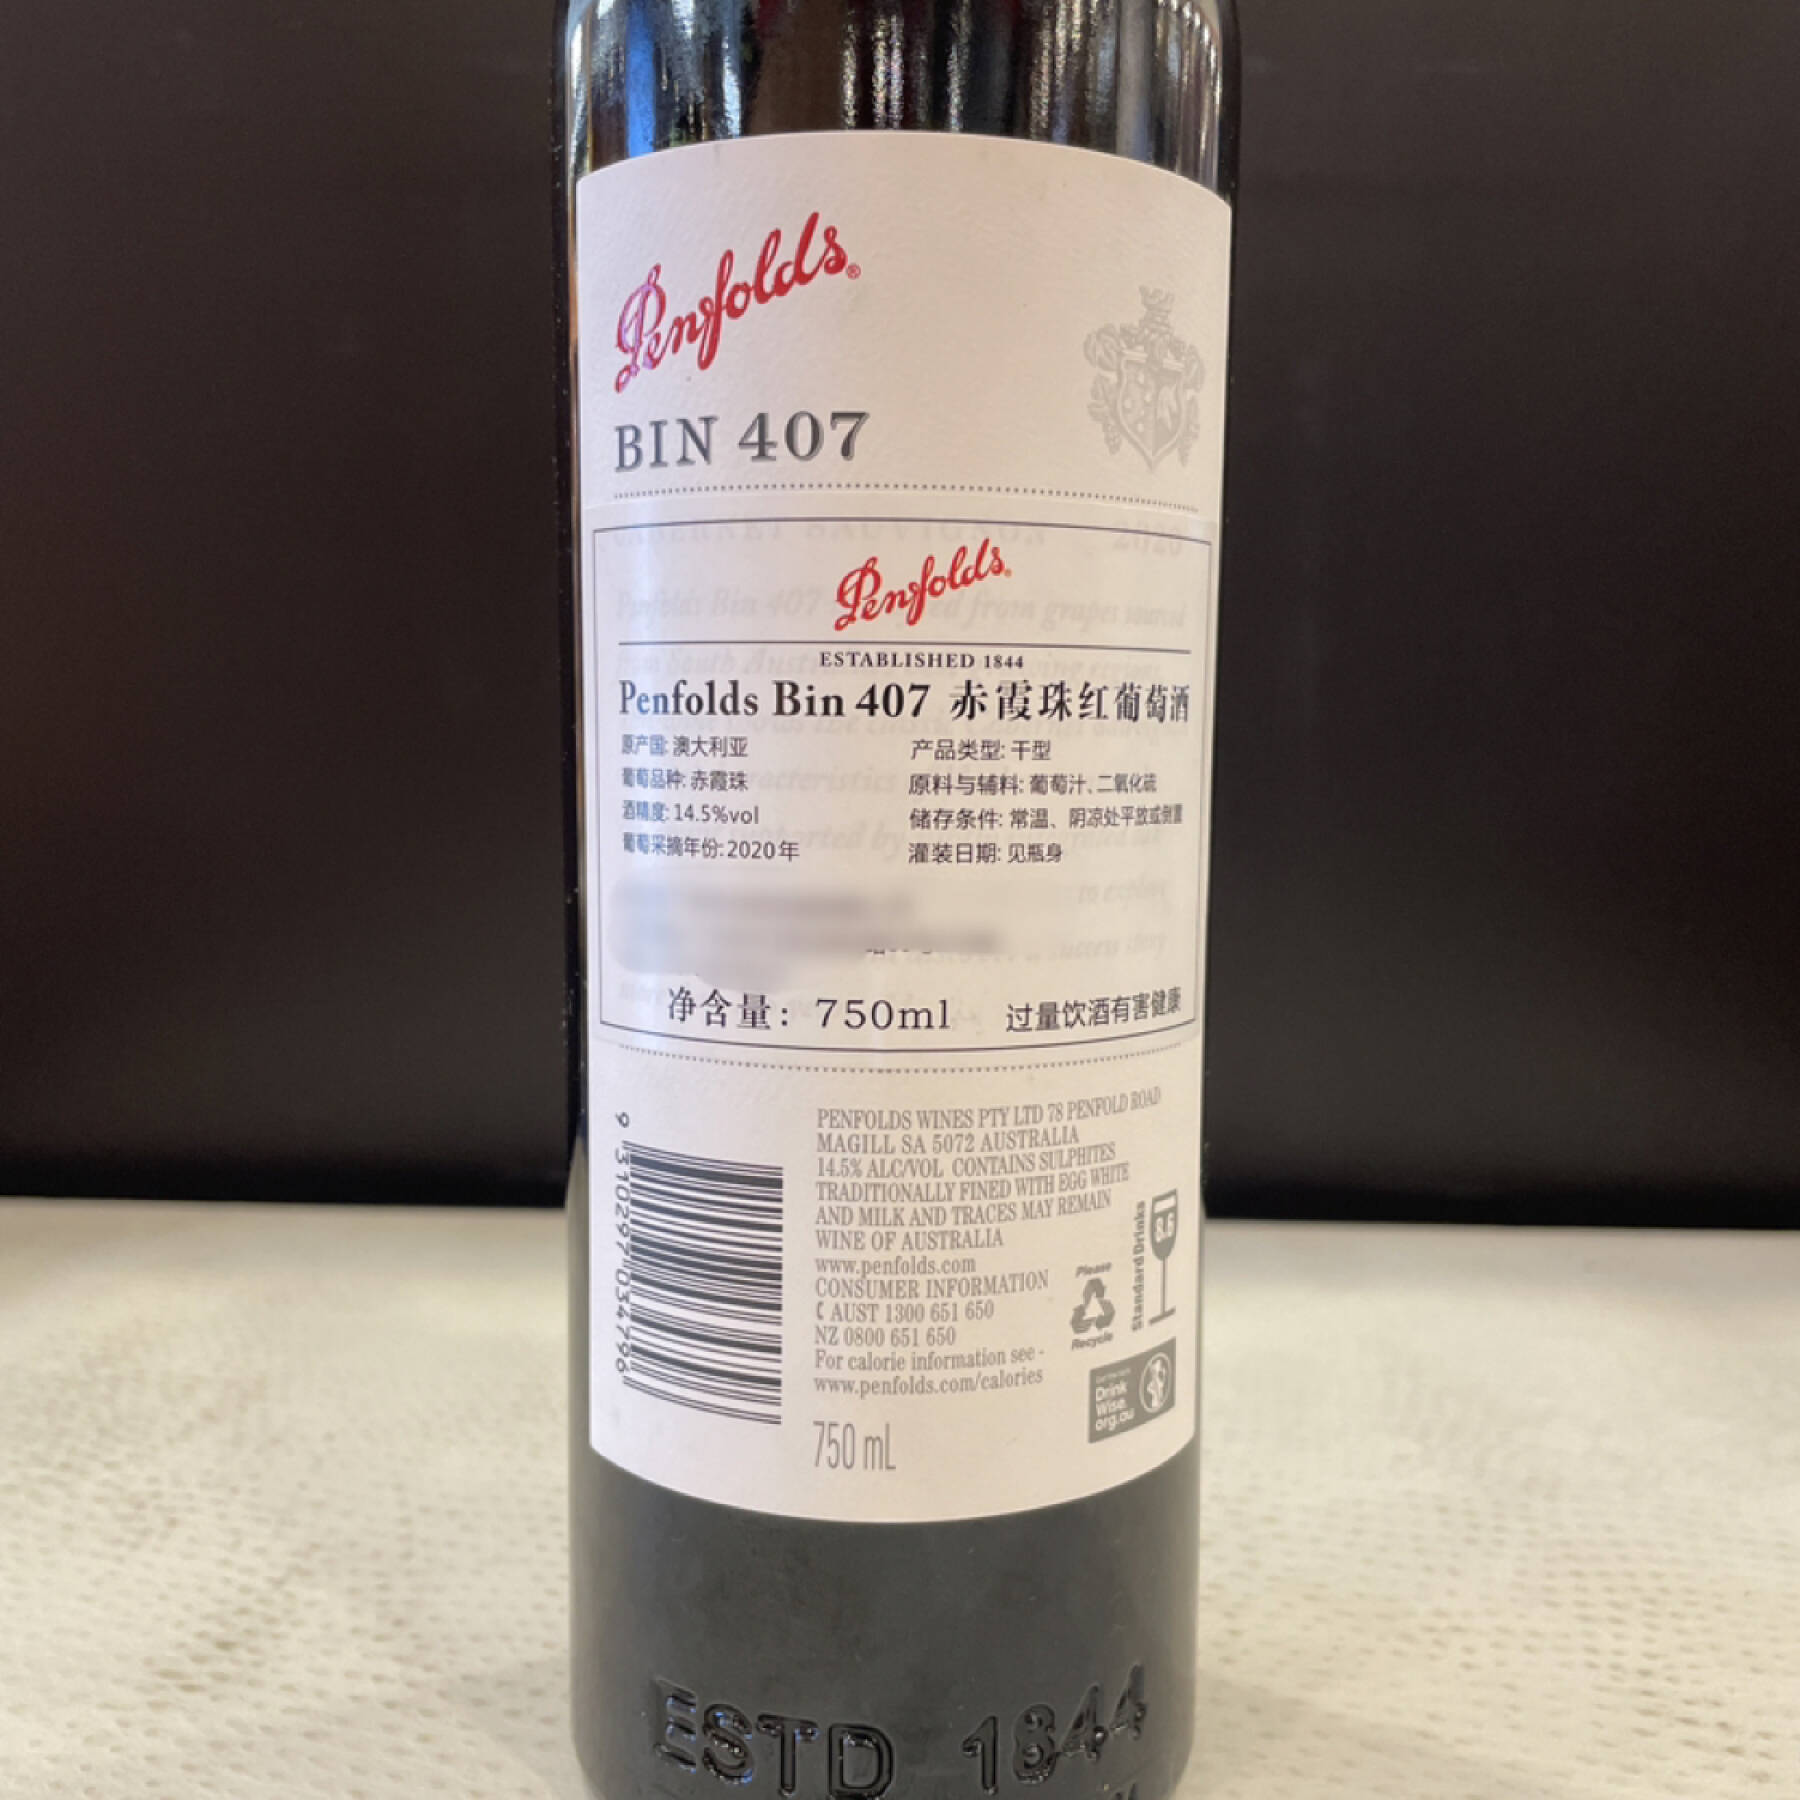 Penfolds®
BIN 407
CABERNET SAUVIGNON 2020
Penfolds®
ESTABLISHED 1844
Penfolds Bin 407 赤霞珠红葡萄酒
原产国: 澳大利亚 产品类型: 干型
葡萄品种: 赤霞珠 原料与辅料: 葡萄汁、二氧化硫
酒精度: 14.5%vol 储存条件: 常温、阴凉处平放或倒置
葡萄采摘年份: 2020年 灌装日期: 见瓶身
净含量: 750ml 过量饮酒有害健康
PENFOLDS WINES PTY LTD 78 PENFOLD ROAD
MAGILL SA 5072 AUSTRALIA
14.5% ALC/VOL CONTAINS SULPHITES
TRADITIONALLY FINED WITH EGG WHITE
AND MILK AND TRACES MAY REMAIN
WINE OF AUSTRALIA
www.penfolds.com
CONSUMER INFORMATION
AUST 1300 651 650
NZ 0800 651 650
For calorie information see -
www.penfolds.com/calories
750 mL
9 310297 034796
Please
Recycle
8.6
Standard Drinks
Drink
Wise.
org.au
ESTD 1844